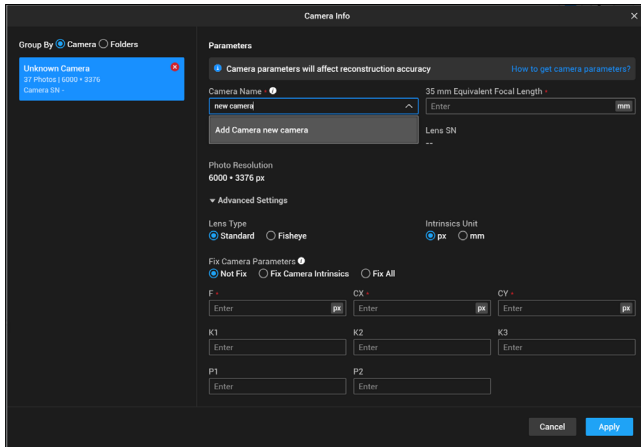 Camera Info
Group By Camera Folders
Unknown Camera
37 Photos | 6000 * 3376
Camera SN -
Parameters
Camera parameters will affect reconstruction accuracy
How to get camera parameters?
Camera Name *
new camera
Add Camera new camera
35 mm Equivalent Focal Length *
Enter mm
Lens SN
--
Photo Resolution
6000 * 3376 px
Advanced Settings
Lens Type
Standard Fisheye
Intrinsics Unit
px mm
Fix Camera Parameters
Not Fix Fix Camera Intrinsics Fix All
F * CX * CY *
Enter px Enter px Enter px
K1 K2 K3
Enter Enter Enter
P1 P2
Enter Enter
Cancel Apply